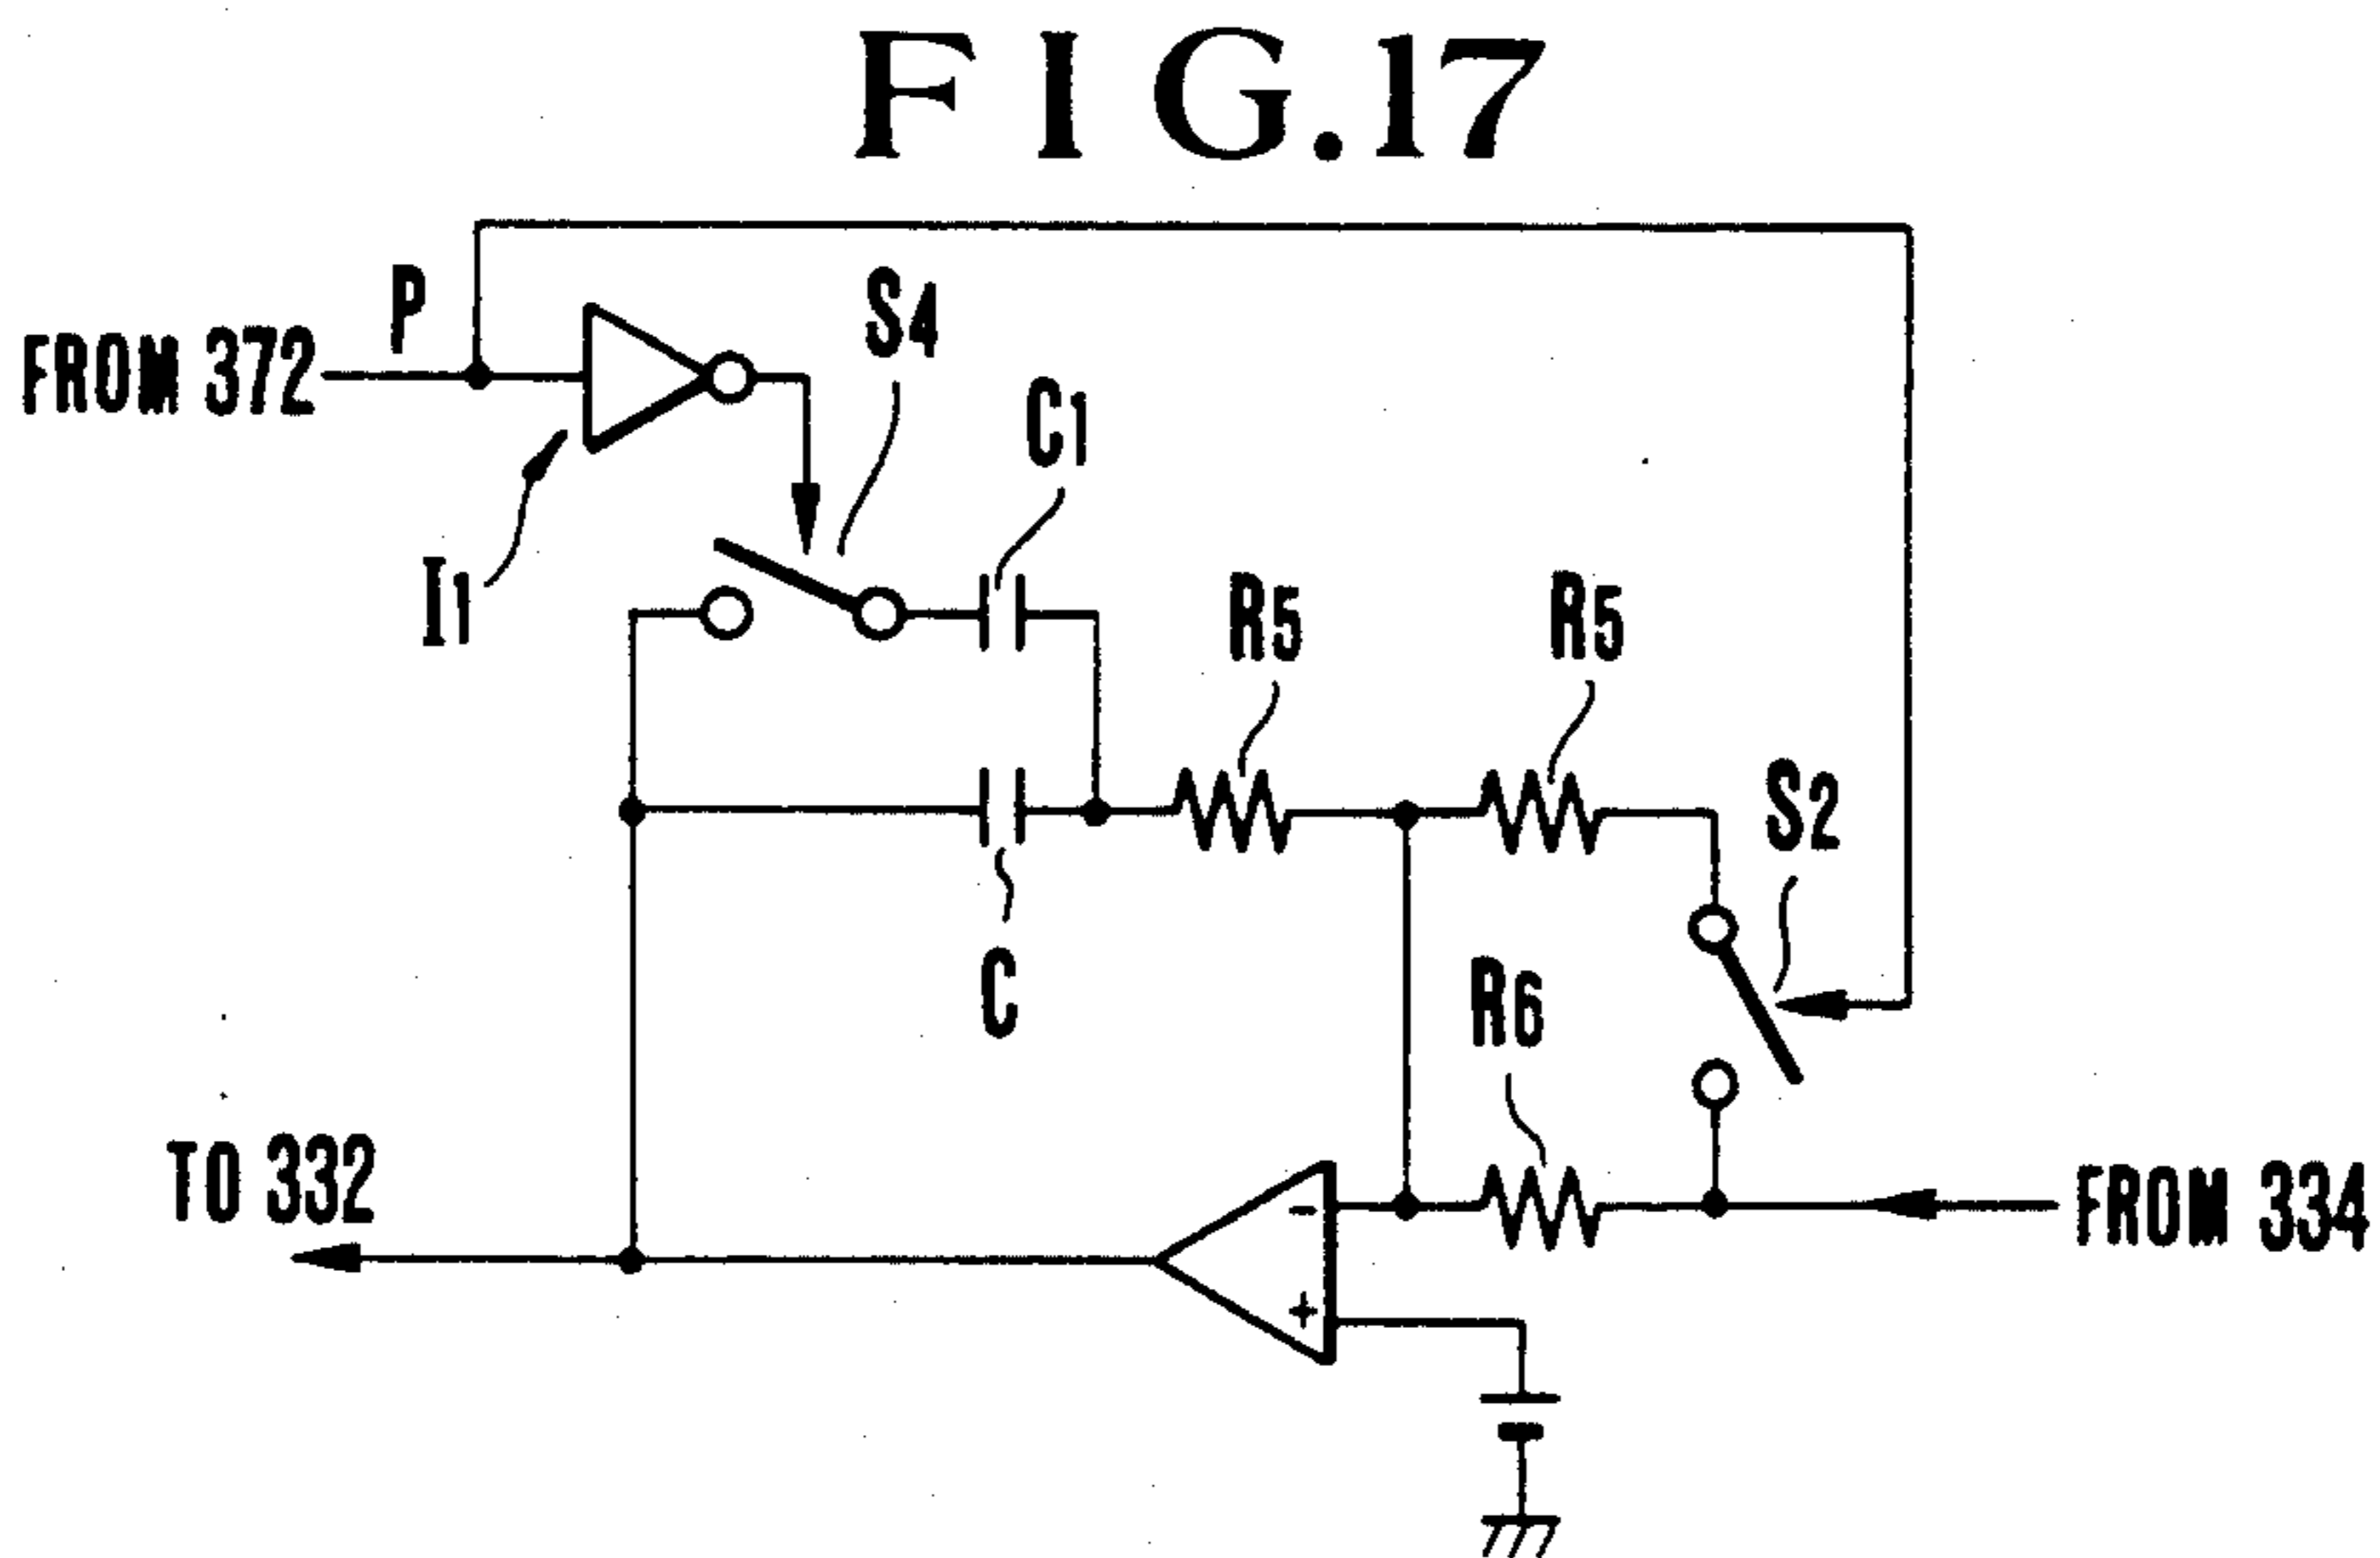 FIG.17
P
FROM 372
S4
C1
I1
R5
R5
S2
C
R6
TO 332
FROM 334
-
+